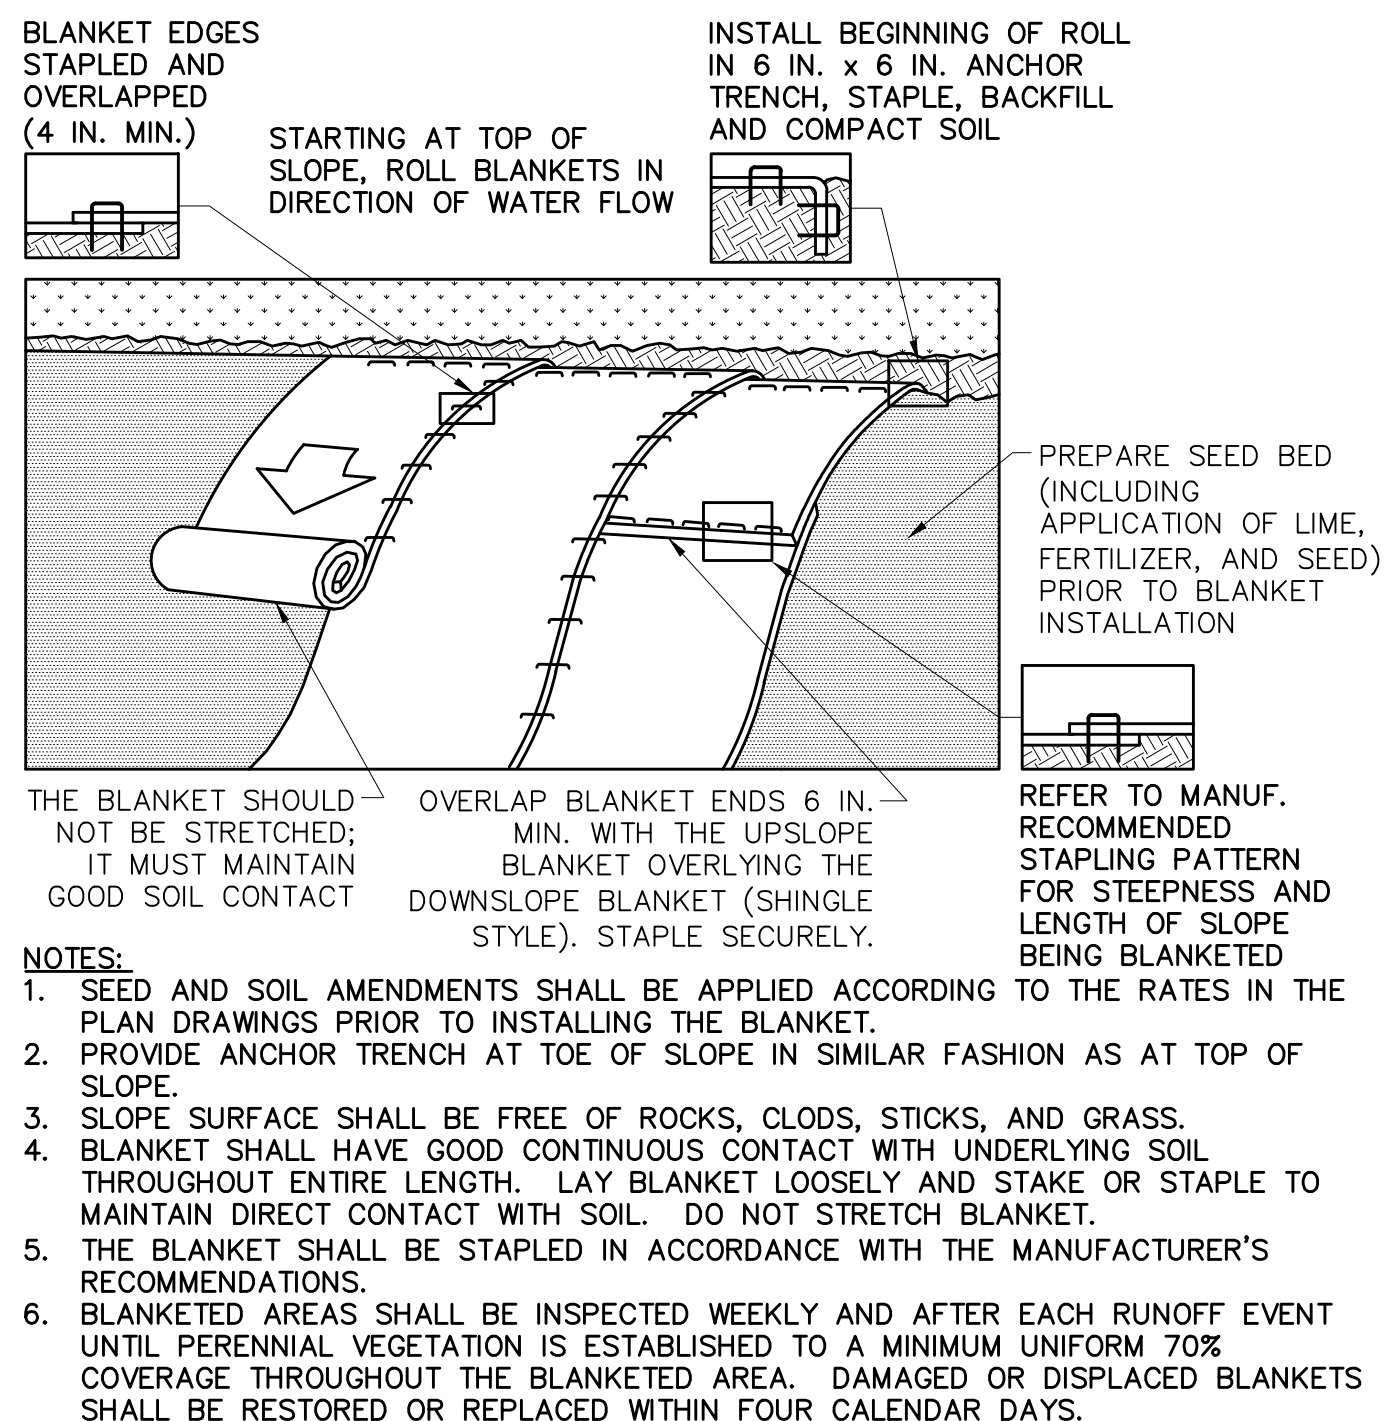 BLANKET EDGES
STAPLED AND
OVERLAPPED
(4 IN. MIN.)
STARTING AT TOP OF
SLOPE, ROLL BLANKETS IN
DIRECTION OF WATER FLOW
INSTALL BEGINNING OF ROLL
IN 6 IN. x 6 IN. ANCHOR
TRENCH, STAPLE, BACKFILL
AND COMPACT SOIL
PREPARE SEED BED
(INCLUDING
APPLICATION OF LIME,
FERTILIZER, AND SEED)
PRIOR TO BLANKET
INSTALLATION
THE BLANKET SHOULD
NOT BE STRETCHED;
IT MUST MAINTAIN
GOOD SOIL CONTACT
OVERLAP BLANKET ENDS 6 IN.
MIN. WITH THE UPSLOPE
BLANKET OVERLYING THE
DOWNSLOPE BLANKET (SHINGLE
STYLE). STAPLE SECURELY.
REFER TO MANUF.
RECOMMENDED
STAPLING PATTERN
FOR STEEPNESS AND
LENGTH OF SLOPE
BEING BLANKETED
NOTES:
1. SEED AND SOIL AMENDMENTS SHALL BE APPLIED ACCORDING TO THE RATES IN THE
PLAN DRAWINGS PRIOR TO INSTALLING THE BLANKET.
2. PROVIDE ANCHOR TRENCH AT TOE OF SLOPE IN SIMILAR FASHION AS AT TOP OF
SLOPE.
3. SLOPE SURFACE SHALL BE FREE OF ROCKS, CLODS, STICKS, AND GRASS.
4. BLANKET SHALL HAVE GOOD CONTINUOUS CONTACT WITH UNDERLYING SOIL
THROUGHOUT ENTIRE LENGTH. LAY BLANKET LOOSELY AND STAKE OR STAPLE TO
MAINTAIN DIRECT CONTACT WITH SOIL. DO NOT STRETCH BLANKET.
5. THE BLANKET SHALL BE STAPLED IN ACCORDANCE WITH THE MANUFACTURER'S
RECOMMENDATIONS.
6. BLANKETED AREAS SHALL BE INSPECTED WEEKLY AND AFTER EACH RUNOFF EVENT
UNTIL PERENNIAL VEGETATION IS ESTABLISHED TO A MINIMUM UNIFORM 70%
COVERAGE THROUGHOUT THE BLANKETED AREA. DAMAGED OR DISPLACED BLANKETS
SHALL BE RESTORED OR REPLACED WITHIN FOUR CALENDAR DAYS.